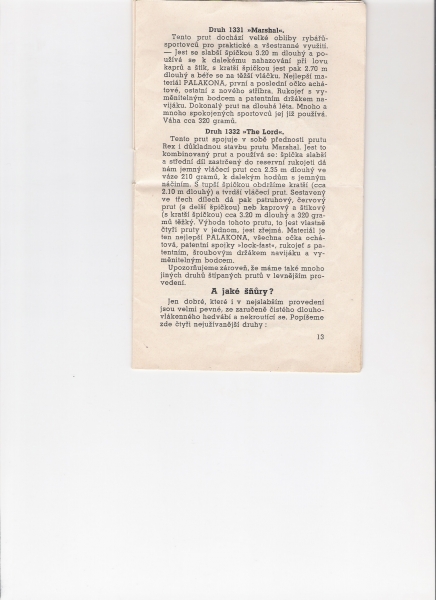 Druh 1331 »Marshal«.
Tento prut dochází velké obliby rybářů-
sportovců pro praktické a všestranné využití.
— Jest se slabší špičkou 3.20 m dlouhý a po-
užívá se k dalekému nahazování při lovu
kaprů a štik, s kratší špičkou jest pak 2.70 m
dlouhý a béře se na těžší vláčku. Nejlepší ma-
teriál PALAKONA, první a poslední očko achá-
tové, ostatní z nového stříbra. Rukojeť s vy-
měnitelným bodcem a patentním držákem na-
vijáku. Dokonalý prut na dlouhá léta. Mnoho a
mnoho spokojených sportovců jej již používá.
Váha cca 320 gramů.
Druh 1332 »The Lord«.
Tento prut spojuje v sobě přednosti prutu
Rex i důkladnou stavbu prutu Marshal. Jest to
kombinovaný prut a používá se: špička slabší
a střední díl zastrčený do reservní rukojeti dá
nám jemný vláčecí prut cca 2.35 m dlouhý ve
váze 210 gramů, k dalekým hodům s jemným
náčiním. S tupší špičkou obdržíme kratší (cca
2.10 m dlouhý) a tvrdší vláčecí prut. Sestavený
ve třech dílech dá pak pstruhový, červový
prut (s delší špičkou) neb kaprový a štikový
(s kratší špičkou) cca 3.20 m dlouhý a 320 gra-
mů těžký. Výhoda tohoto prutu, to jest vlastně
čtyři pruty v jednom, jest zřejmá. Materiál je
ten nejlepší PALAKONA, všechna očka achá-
tová, patentní spojky »lock-fast«, rukojeť s pa-
tentním, šroubovým držákem navijáku a vy-
měnitelným bodcem.
Upozorňujeme zároveň, že máme také mnoho
jiných druhů štípaných prutů v levnějším pro-
vedení.
A jaké šňůry?
Jen dobré, které i v nejslabším provedení
jsou velmi pevné, ze zaručeně čistého dlouho-
vlákenného hedvábí a nekroutící se. Popíšeme
zde čtyři nejužívanější druhy :
13